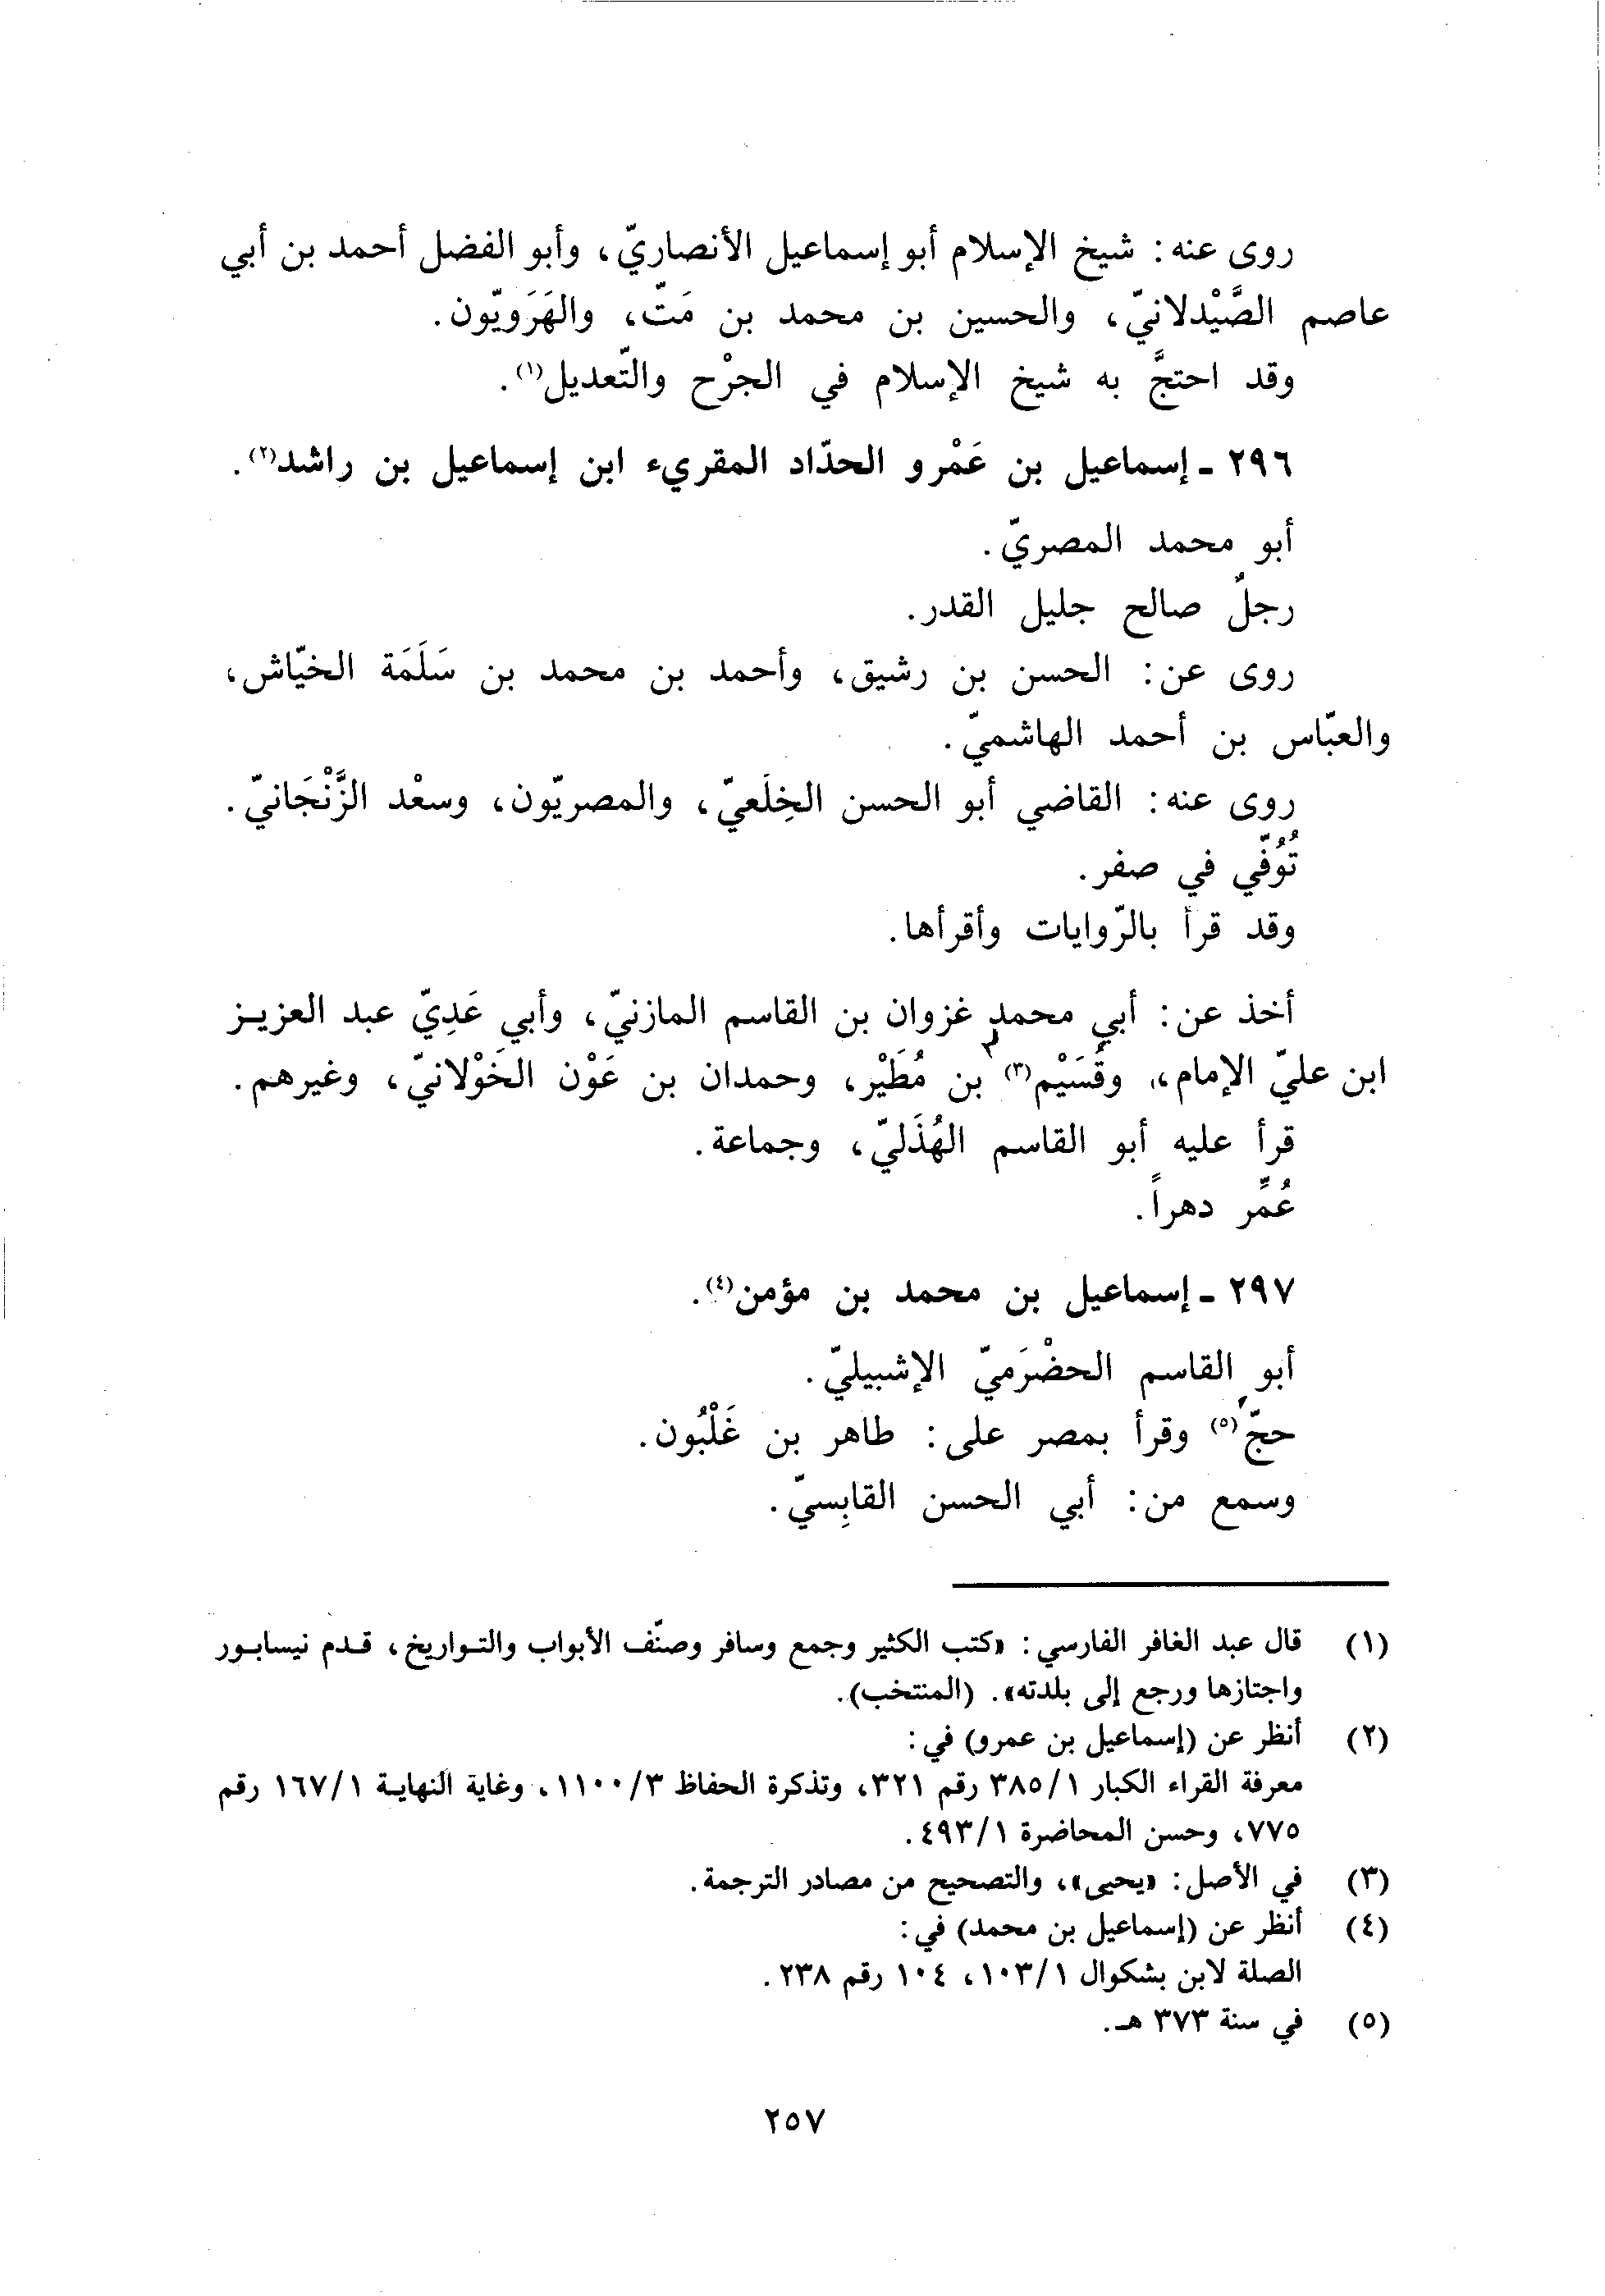 روى عنه: شيخ الإسلام أبو إسماعيل الأنصاريّ، وأبو الفضل أحمد بن أبي
عاصم الصَّيْدلانيّ، والحسين بن محمد بن مَتّ، والهَرَويّون.
وقد احتجَّ به شيخ الإسلام في الجرْح والتّعديل(١).
٢٩٦ ـ إسماعيل بن عَمْرو الحدّاد المقريء ابن إسماعيل بن راشد(٢).
أبو محمد المصريّ.
رجلٌ صالح جليل القدر.
روى عن: الحسن بن رشيق، وأحمد بن محمد بن سَلَمَة الخيّاش،
والعبّاس بن أحمد الهاشميّ.
روى عنه: القاضي أبو الحسن الخِلَعيّ، والمصريّون، وسعْد الزَّنْجَانيّ.
تُوُفّي في صفر.
وقد قرأ بالرّوايات وأقرأها.
أخذ عن: أبي محمد غزوان بن القاسم المازنيّ، وأبي عَدِيّ عبد العزيز
ابن عليّ الإمام، وقُسَيْم(٣) بن مُطَيْر، وحمدان بن عَوْن الخَوْلانيّ، وغيرهم.
قرأ عليه أبو القاسم الهُذَليّ، وجماعة.
عُمِّر دهراً.
٢٩٧ ـ إسماعيل بن محمد بن مؤمن(٤).
أبو القاسم الحضْرَميّ الإشبيليّ.
حجّ(٥) وقرأ بمصر على: طاهر بن غَلْبُون.
وسمع من: أبي الحسن القابِسيّ.
(١) قال عبد الغافر الفارسي: «كتب الكثير وجمع وسافر وصنّف الأبواب والتواريخ، قدم نيسابور
واجتازها ورجع إلى بلدته». (المنتخب).
(٢) أنظر عن (إسماعيل بن عمرو) في:
معرفة القراء الكبار ٣٨٥/١ رقم ٣٢١، وتذكرة الحفاظ ١١٠٠/٣، وغاية النهاية ١٦٧/١ رقم
٧٧٥، وحسن المحاضرة ٤٩٣/١.
(٣) في الأصل: «يحيى»، والتصحيح من مصادر الترجمة.
(٤) أنظر عن (إسماعيل بن محمد) في:
الصلة لابن بشكوال ١٠٣/١، ١٠٤ رقم ٢٣٨.
(٥) في سنة ٣٧٣ هـ.
٢٥٧